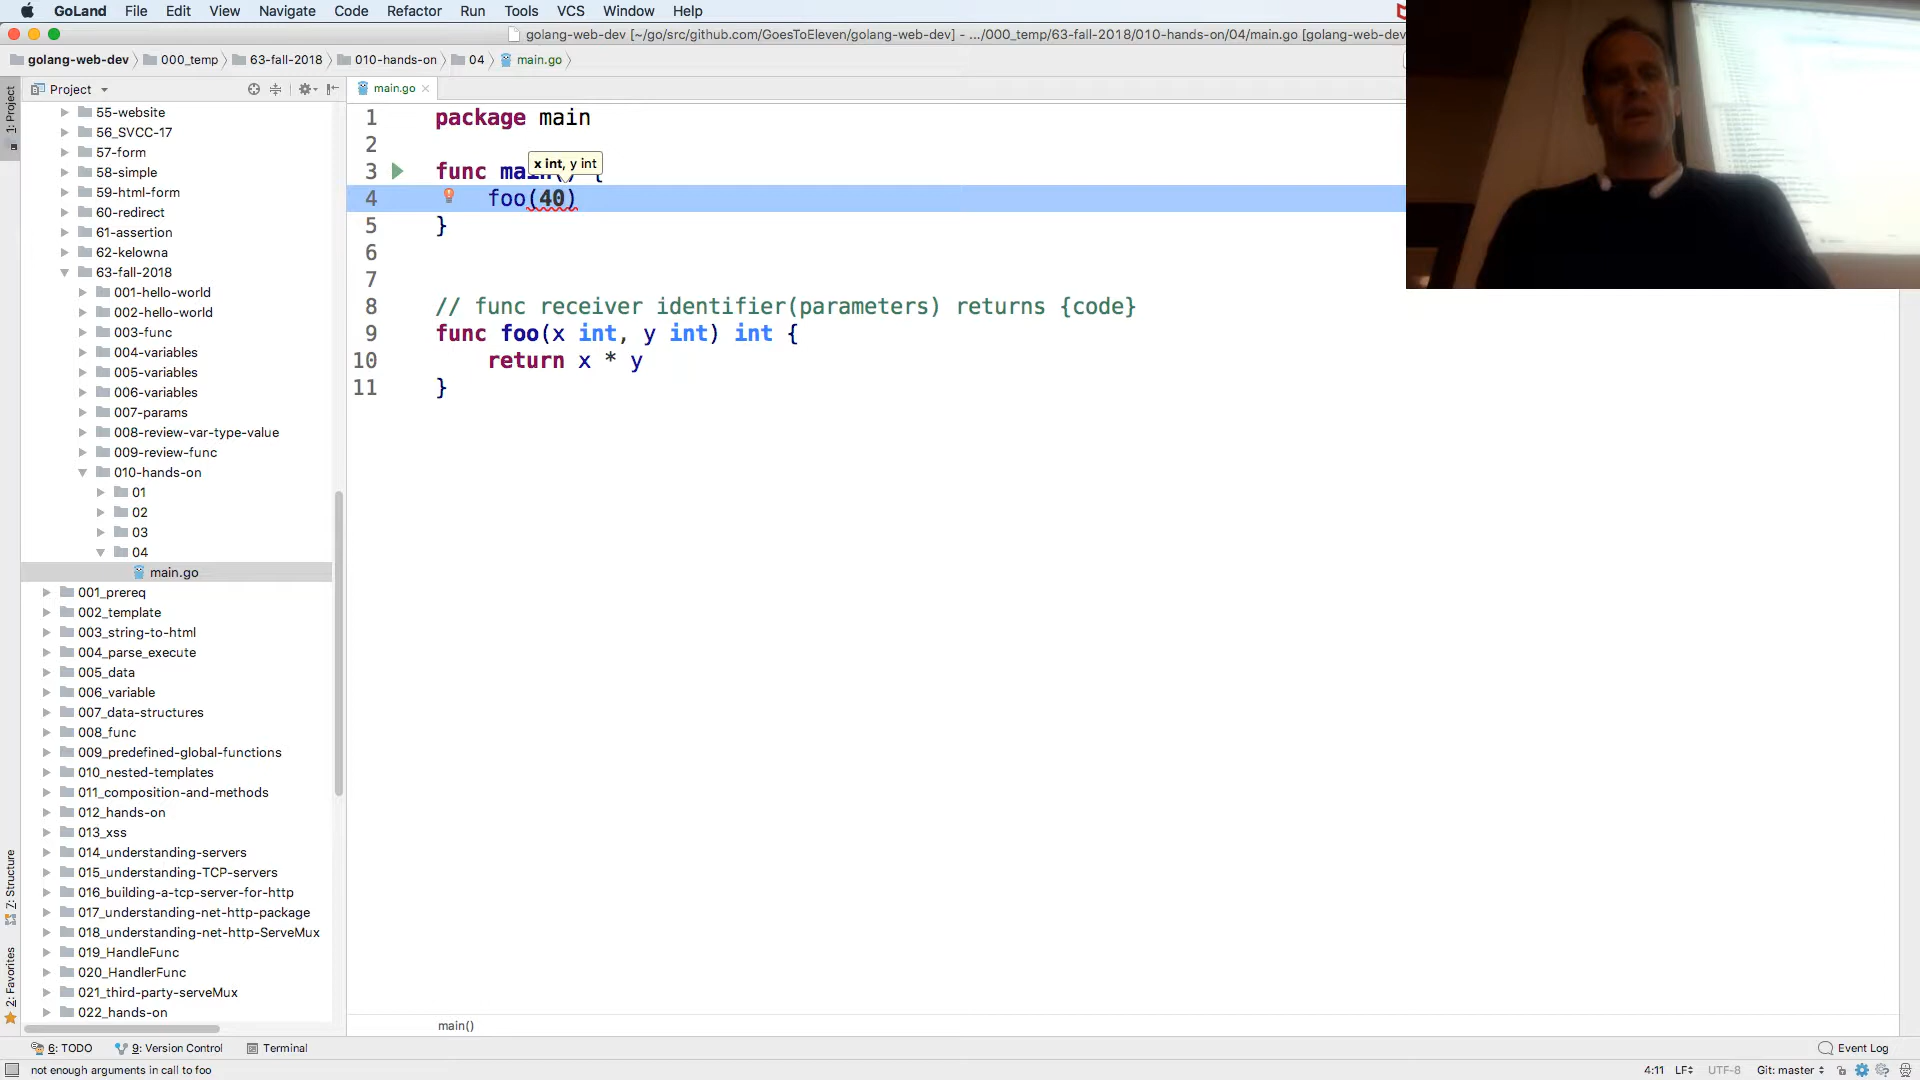 GoLand File Edit View Navigate Code Refactor Run Tools VCS Window Help
golang-web-dev [~/go/src/github.com/GoesToEleven/golang-web-dev] - .../000_temp/63-fall-2018/010-hands-on/04/main.go [golang-web-dev
golang-web-dev 000_temp 63-fall-2018 010-hands-on 04 main.go
1: Project
Project
main.go
55-website
56_SVCC-17
57-form
58-simple
59-html-form
60-redirect
61-assertion
62-kelowna
63-fall-2018
001-hello-world
002-hello-world
003-func
004-variables
005-variables
006-variables
007-params
008-review-var-type-value
009-review-func
010-hands-on
01
02
03
04
main.go
001_prereq
002_template
003_string-to-html
004_parse_execute
005_data
006_variable
007_data-structures
008_func
009_predefined-global-functions
010_nested-templates
011_composition-and-methods
012_hands-on
013_xss
014_understanding-servers
015_understanding-TCP-servers
016_building-a-tcp-server-for-http
017_understanding-net-http-package
018_understanding-net-http-ServeMux
019_HandleFunc
020_HandlerFunc
021_third-party-serveMux
022_hands-on
7: Structure
2: Favorites
1 package main
2
x int, y int
3 func main() {
4 foo(40)
5 }
6
7
8 // func receiver identifier(parameters) returns {code}
9 func foo(x int, y int) int {
10 return x * y
11 }
main()
6: TODO 9: Version Control Terminal Event Log
not enough arguments in call to foo 4:11 LF UTF-8 Git: master